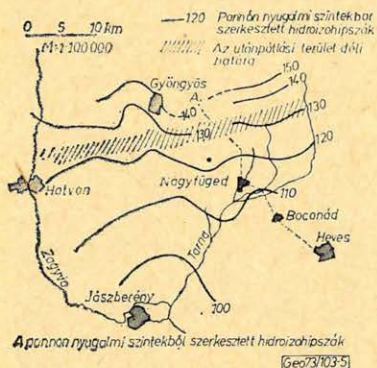 0 5 10 km
M=1:100.000
120 Pannon nyugalmi szintekből
szerkesztett hidroizohipszák
Az utánpótlási terület déli
határa
Gyöngyös
A.
150
140
140
130
130
120
Hatvan
Nagyfüged
110
Boconád
Heves
Zagyva
Tarna
Jászberény
100
A pannon nyugalmi szintekből szerkesztett hidroizohipszák
Geo73/103-5